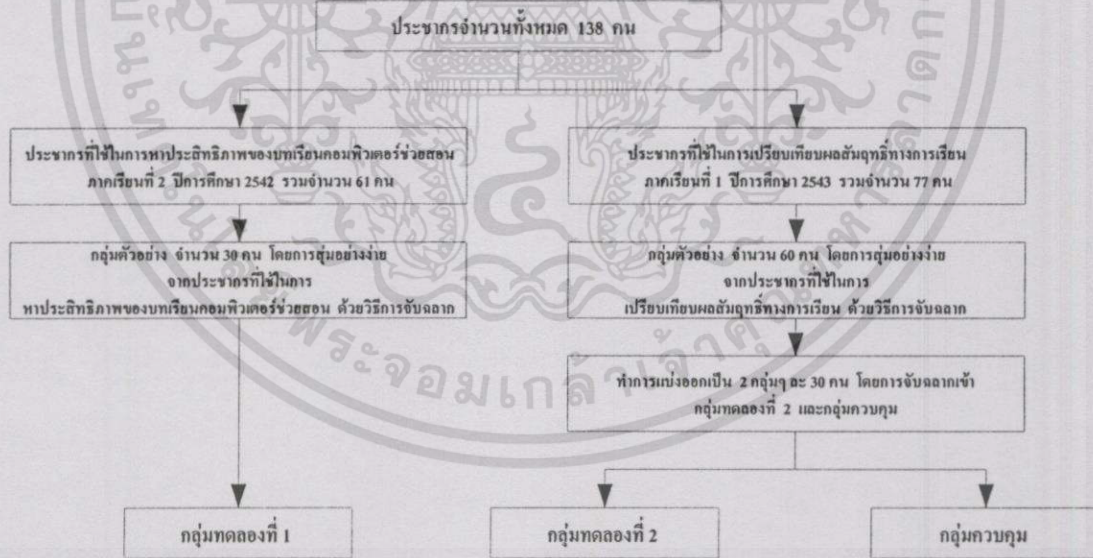 ประชากรจำนวนทั้งหมด 138 คน
ประชากรที่ใช้ในการหาประสิทธิภาพของบทเรียนคอมพิวเตอร์ช่วยสอน
ภาคเรียนที่ 2 ปีการศึกษา 2542 รวมจำนวน 61 คน
ประชากรที่ใช้ในการเปรียบเทียบผลสัมฤทธิ์ทางการเรียน
ภาคเรียนที่ 1 ปีการศึกษา 2543 รวมจำนวน 77 คน
กลุ่มตัวอย่าง จำนวน 30 คน โดยการสุ่มอย่างง่าย
จากประชากรที่ใช้ในการ
หาประสิทธิภาพของบทเรียนคอมพิวเตอร์ช่วยสอน ด้วยวิธีการจับฉลาก
กลุ่มตัวอย่าง จำนวน 60 คน โดยการสุ่มอย่างง่าย
จากประชากรที่ใช้ในการ
เปรียบเทียบผลสัมฤทธิ์ทางการเรียน ด้วยวิธีการจับฉลาก
ทำการแบ่งออกเป็น 2 กลุ่มๆ ละ 30 คน โดยการจับฉลากเข้า
กลุ่มทดลองที่ 2 และกลุ่มควบคุม
กลุ่มทดลองที่ 1
กลุ่มทดลองที่ 2
กลุ่มควบคุม
พระจอมเกล้าเจ้าคุณทหารลาดก